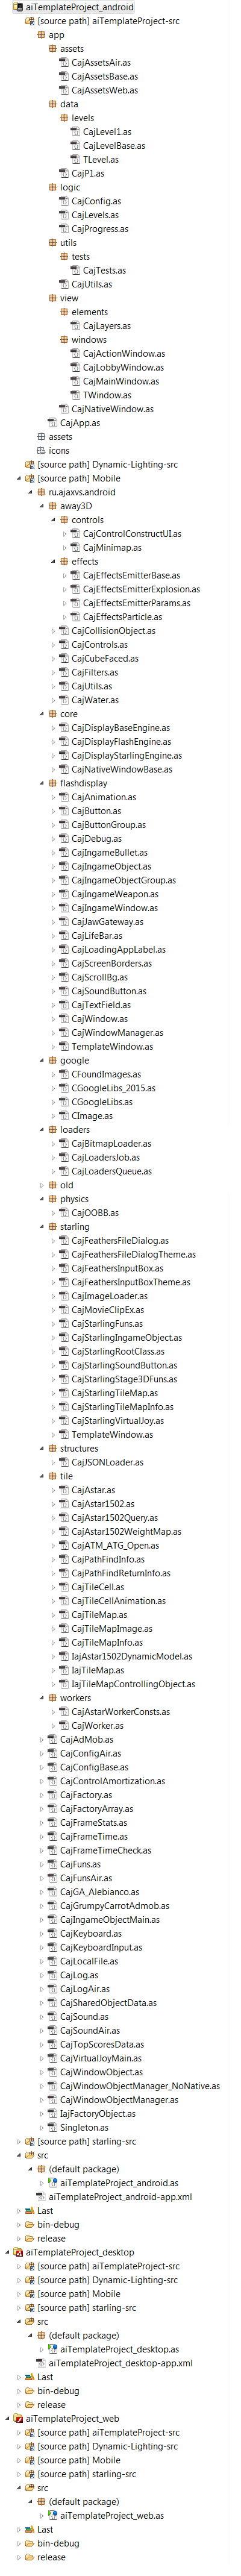 aiTemplateProject_android
[source path] aiTemplateProject-src
app
assets
CajAssetsAir.as
CajAssetsBase.as
CajAssetsWeb.as
data
levels
CajLevel1.as
CajLevelBase.as
TLevel.as
CajP1.as
logic
CajConfig.as
CajLevels.as
CajProgress.as
utils
tests
CajTests.as
CajUtils.as
view
elements
CajLayers.as
windows
CajActionWindow.as
CajLobbyWindow.as
CajMainWindow.as
TWindow.as
CajNativeWindow.as
CajApp.as
assets
icons
[source path] Dynamic-Lighting-src
[source path] Mobile
ru.ajaxvs.android
away3D
controls
CajControlConstructUI.as
CajMinimap.as
effects
CajEffectsEmitterBase.as
CajEffectsEmitterExplosion.as
CajEffectsEmitterParams.as
CajEffectsParticle.as
CajCollisionObject.as
CajControls.as
CajCubeFaced.as
CajFilters.as
CajUtils.as
CajWater.as
core
CajDisplayBaseEngine.as
CajDisplayFlashEngine.as
CajDisplayStarlingEngine.as
CajNativeWindowBase.as
flashdisplay
CajAnimation.as
CajButton.as
CajButtonGroup.as
CajDebug.as
CajIngameBullet.as
CajIngameObject.as
CajIngameObjectGroup.as
CajIngameWeapon.as
CajIngameWindow.as
CajJawGateway.as
CajLifeBar.as
CajLoadingAppLabel.as
CajScreenBorders.as
CajScrollBg.as
CajSoundButton.as
CajTextField.as
CajWindow.as
CajWindowManager.as
TemplateWindow.as
google
CFoundImages.as
CGoogleLibs_2015.as
CGoogleLibs.as
CImage.as
loaders
CajBitmapLoader.as
CajLoadersJob.as
CajLoadersQueue.as
old
physics
CajOOBB.as
starling
CajFeathersFileDialog.as
CajFeathersFileDialogTheme.as
CajFeathersInputBox.as
CajFeathersInputBoxTheme.as
CajImageLoader.as
CajMovieClipEx.as
CajStarlingFuns.as
CajStarlingIngameObject.as
CajStarlingRootClass.as
CajStarlingSoundButton.as
CajStarlingStage3DFuns.as
CajStarlingTileMap.as
CajStarlingTileMapInfo.as
CajStarlingVirtualJoy.as
TemplateWindow.as
structures
CajJSONLoader.as
tile
CajAstar.as
CajAstar1502.as
CajAstar1502Query.as
CajAstar1502WeightMap.as
CajATM_ATG_Open.as
CajPathFindInfo.as
CajPathFindReturnInfo.as
CajTileCell.as
CajTileCellAnimation.as
CajTileMap.as
CajTileMapImage.as
CajTileMapInfo.as
IajAstar1502DynamicModel.as
IajTileMap.as
IajTileMapControllingObject.as
workers
CajAstarWorkerConsts.as
CajWorker.as
CajAdMob.as
CajConfigAir.as
CajConfigBase.as
CajControlAmortization.as
CajFactory.as
CajFactoryArray.as
CajFrameStats.as
CajFrameTime.as
CajFrameTimeCheck.as
CajFuns.as
CajFunsAir.as
CajGA_Alebianco.as
CajGrumpyCarrotAdmob.as
CajIngameObjectMain.as
CajKeyboard.as
CajKeyboardInput.as
CajLocalFile.as
CajLog.as
CajLogAir.as
CajSharedObjectData.as
CajSound.as
CajSoundAir.as
CajTopScoresData.as
CajVirtualJoyMain.as
CajWindowObject.as
CajWindowObjectManager_NoNative.as
CajWindowObjectManager.as
IajFactoryObject.as
Singleton.as
[source path] starling-src
src
(default package)
aiTemplateProject_android.as
aiTemplateProject_android-app.xml
Last
bin-debug
release
aiTemplateProject_desktop
[source path] aiTemplateProject-src
[source path] Dynamic-Lighting-src
[source path] Mobile
[source path] starling-src
src
(default package)
aiTemplateProject_desktop.as
aiTemplateProject_desktop-app.xml
Last
bin-debug
release
aiTemplateProject_web
[source path] aiTemplateProject-src
[source path] Dynamic-Lighting-src
[source path] Mobile
[source path] starling-src
src
(default package)
aiTemplateProject_web.as
Last
bin-debug
release